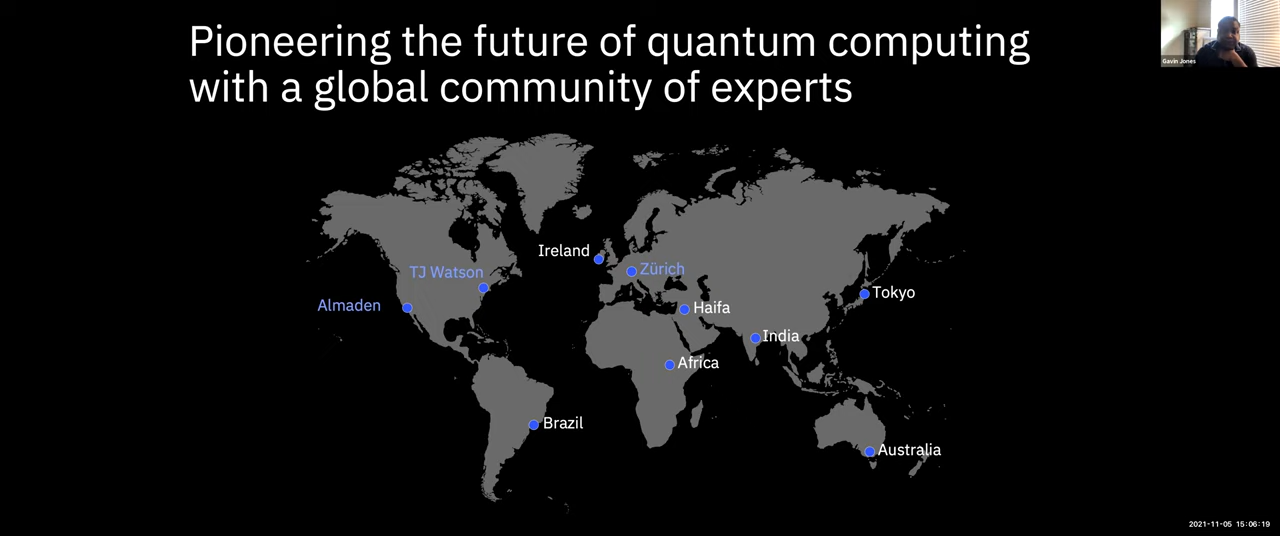 Pioneering the future of quantum computing
with a global community of experts
Gavin Jones
Ireland
TJ Watson
Zürich
Almaden
Tokyo
Haifa
India
Africa
Brazil
Australia
2021-11-05 15:06:19